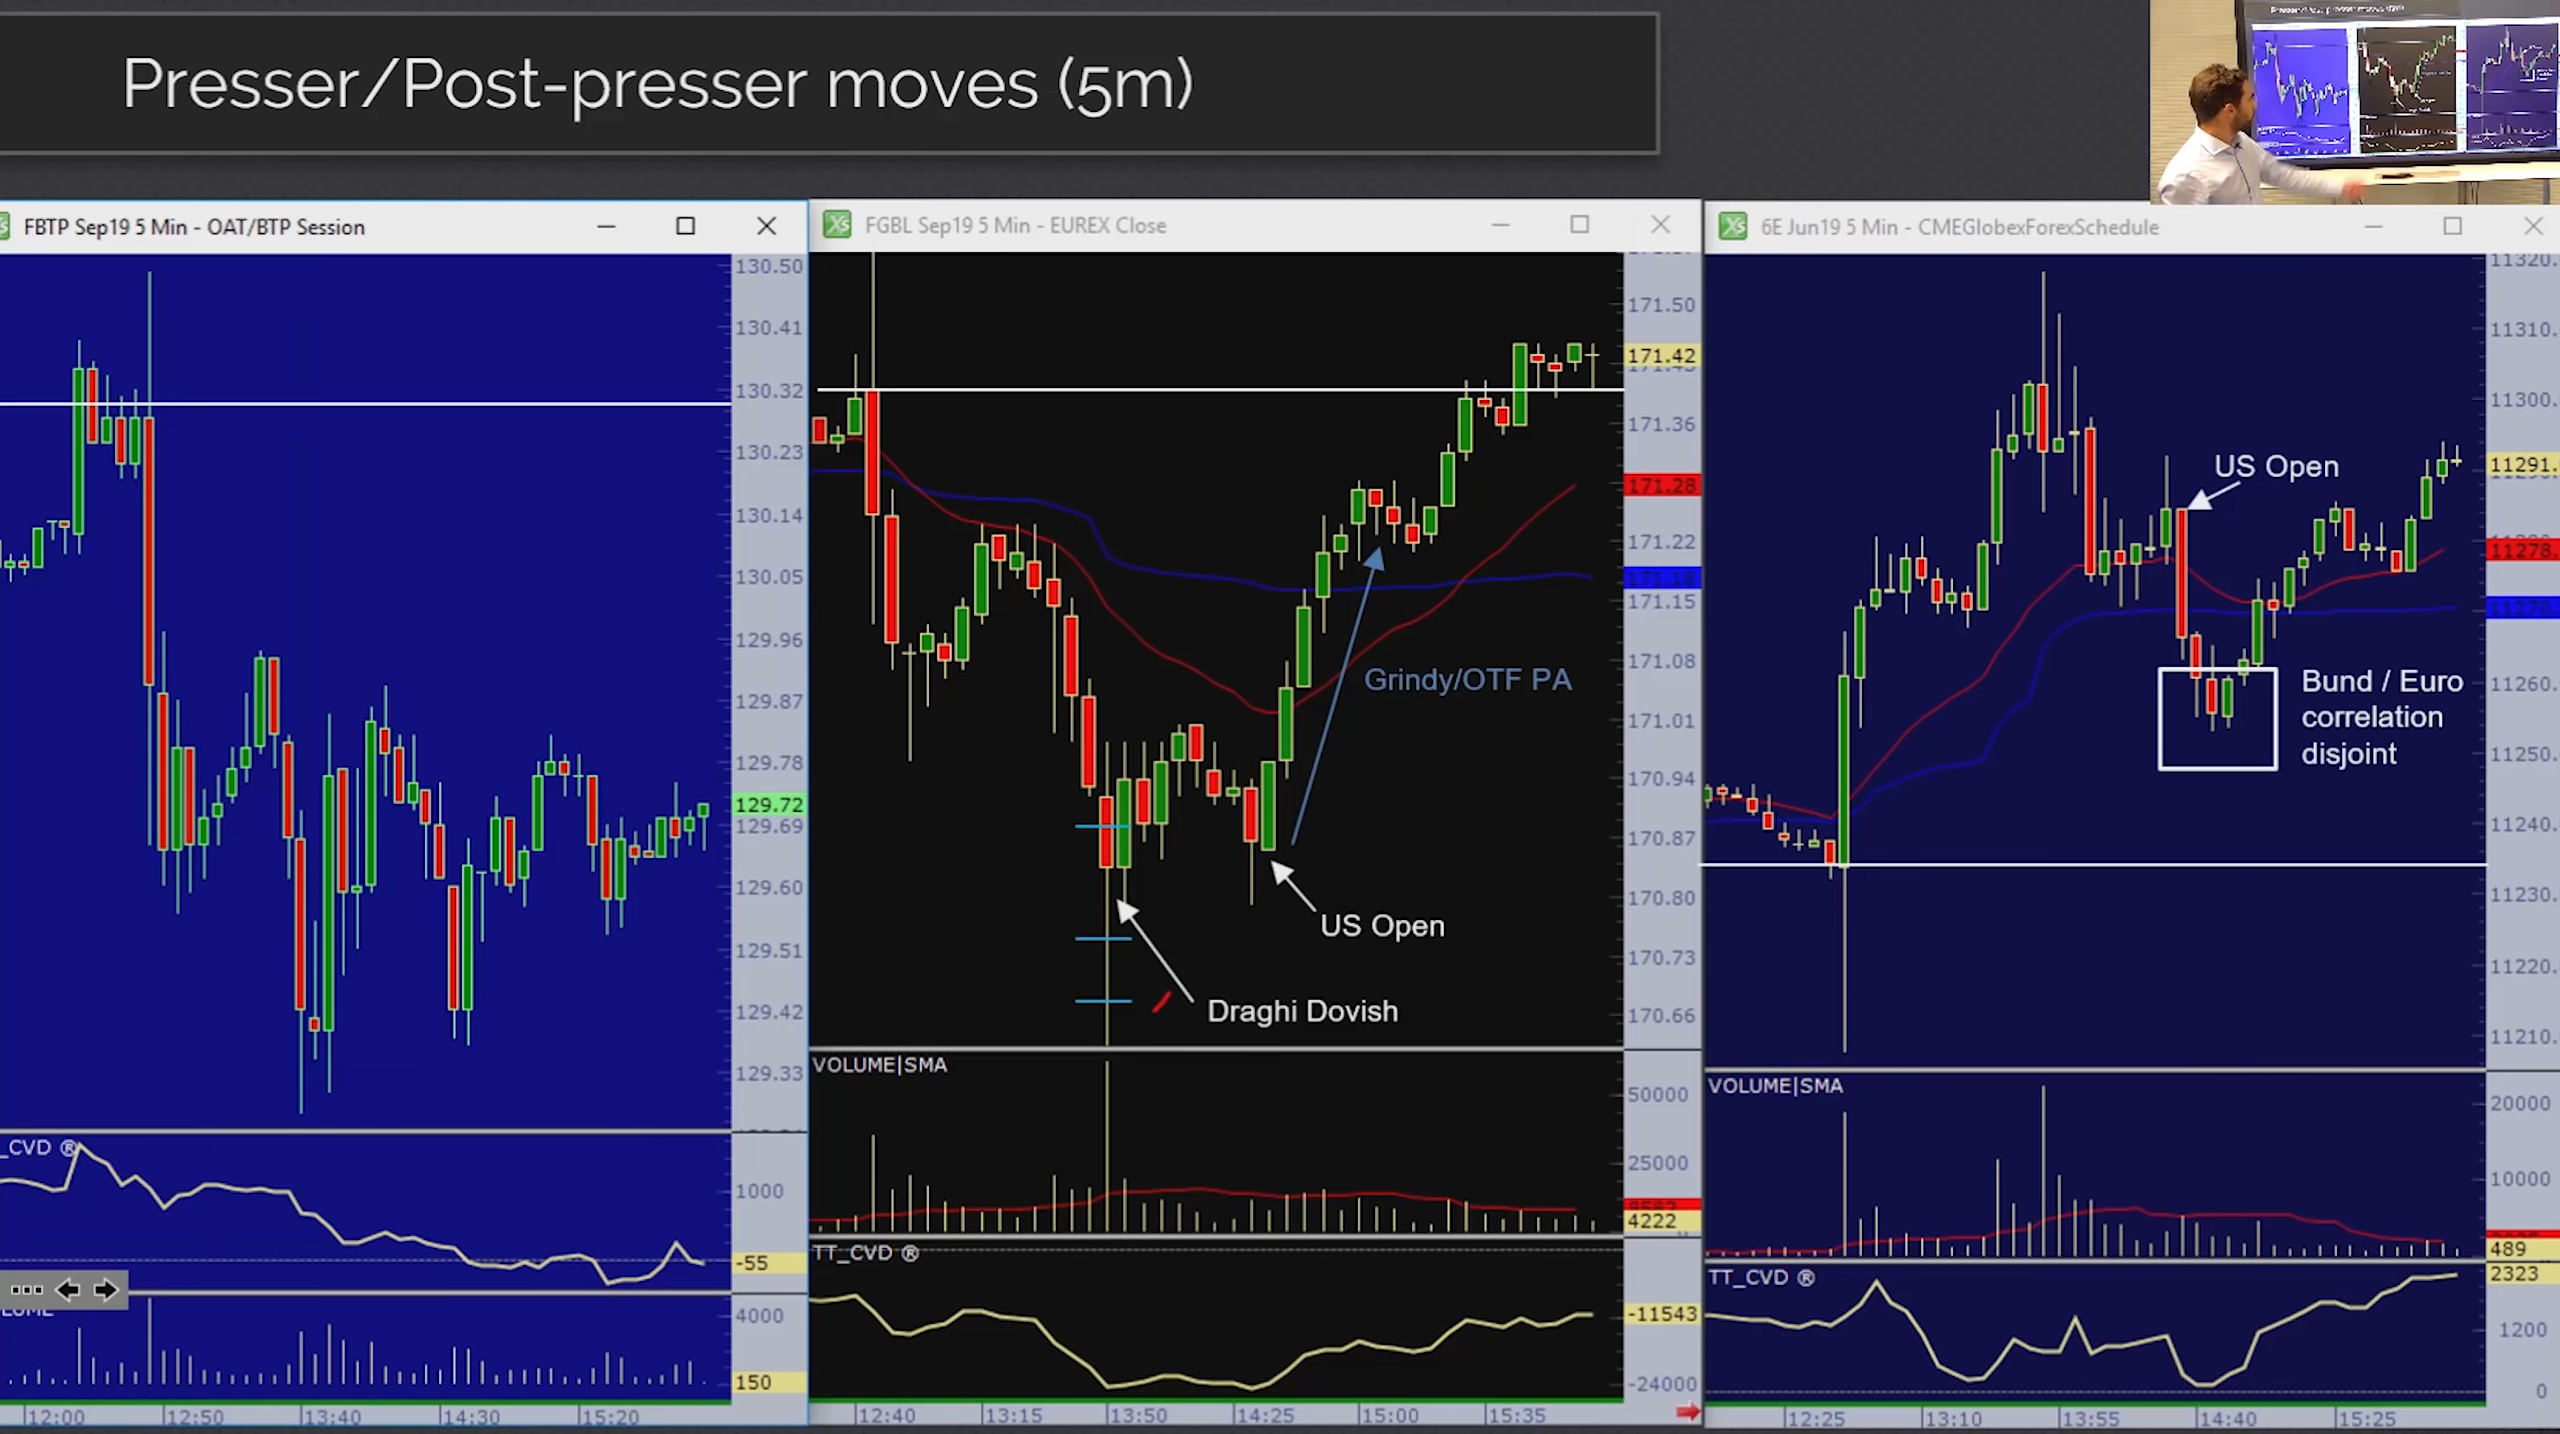 Presser/Post-presser moves (5m)
FBTP Sep19 5 Min - OAT/BTP Session
130.50
130.41
130.32
130.23
130.14
130.05
129.96
129.87
129.78
129.72
129.69
129.60
129.51
129.42
129.33
_CVD ®
1000
-55
4000
150
12:00 12:50 13:40 14:30 15:20
FGBL Sep19 5 Min - EUREX Close
171.50
171.42
171.36
171.28
171.22
171.18
171.15
171.08
171.01
170.94
170.87
170.80
170.73
170.66
Grindy/OTF PA
US Open
Draghi Dovish
VOLUME|SMA
50000
25000
4222
TT_CVD ®
-11543
-24000
12:40 13:15 13:50 14:25 15:00 15:35
6E Jun19 5 Min - CMEGlobexForexSchedule
11320.
11310.
11300.
11291.
11278.
11270.
11260.
11250.
11240.
11230.
11220.
11210.
US Open
Bund / Euro
correlation
disjoint
VOLUME|SMA
20000
10000
489
TT_CVD ®
2323
1200
0
12:25 13:10 13:55 14:40 15:25